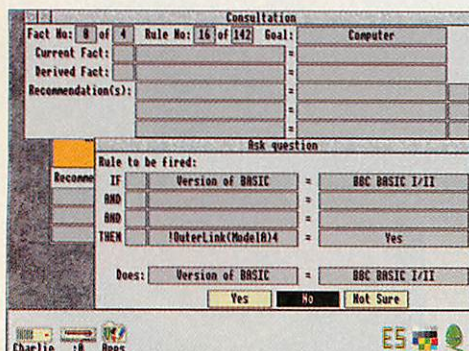 Consultation
Fact No: 0 of 4 Rule No: 16 of 142 Goal: Computer
Current Fact: =
Derived Fact: =
Recommendation(s): =
=
=
Ask question
Rule to be fired:
Recomme
IF Version of BASIC = BBC BASIC I/II
AND =
AND =
THEN !OuterLink(ModelA)4 = Yes
Does: Version of BASIC = BBC BASIC I/II
Yes No Not Sure
Charlie :0 Apps
ES